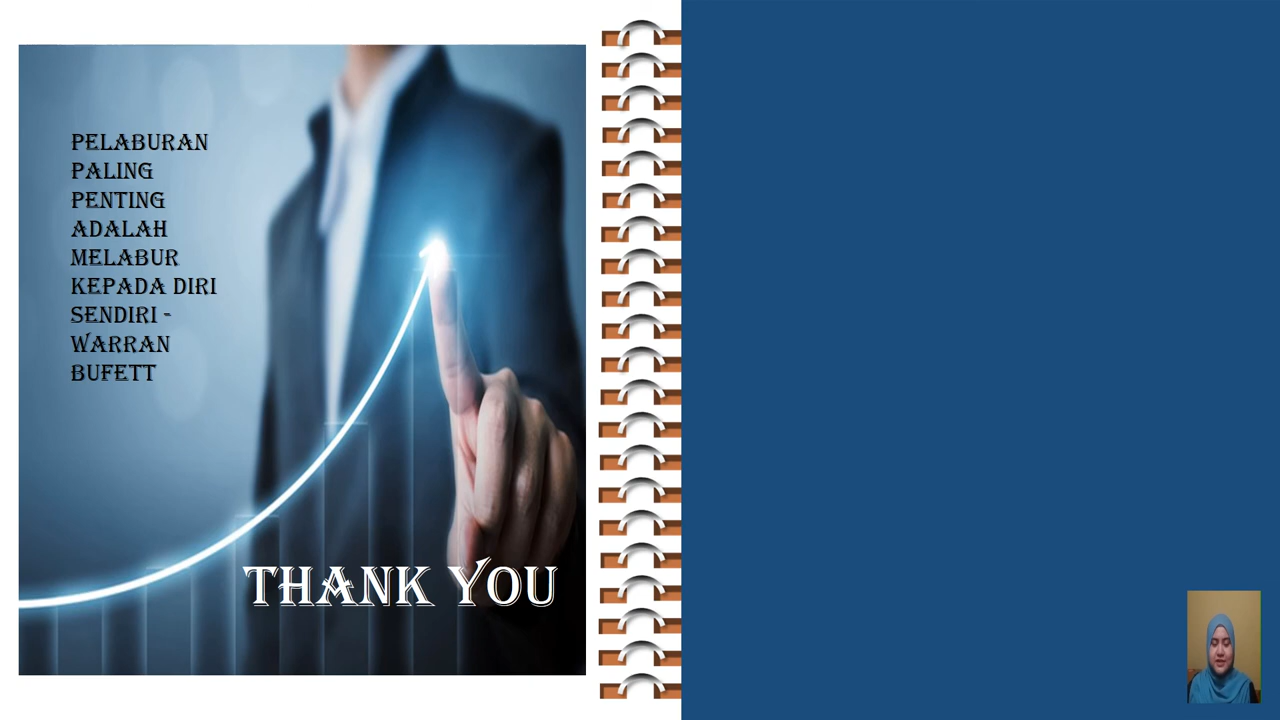 PELABURAN
PALING
PENTING
ADALAH
MELABUR
KEPADA DIRI
SENDIRI -
WARRAN
BUFETT
THANK YOU